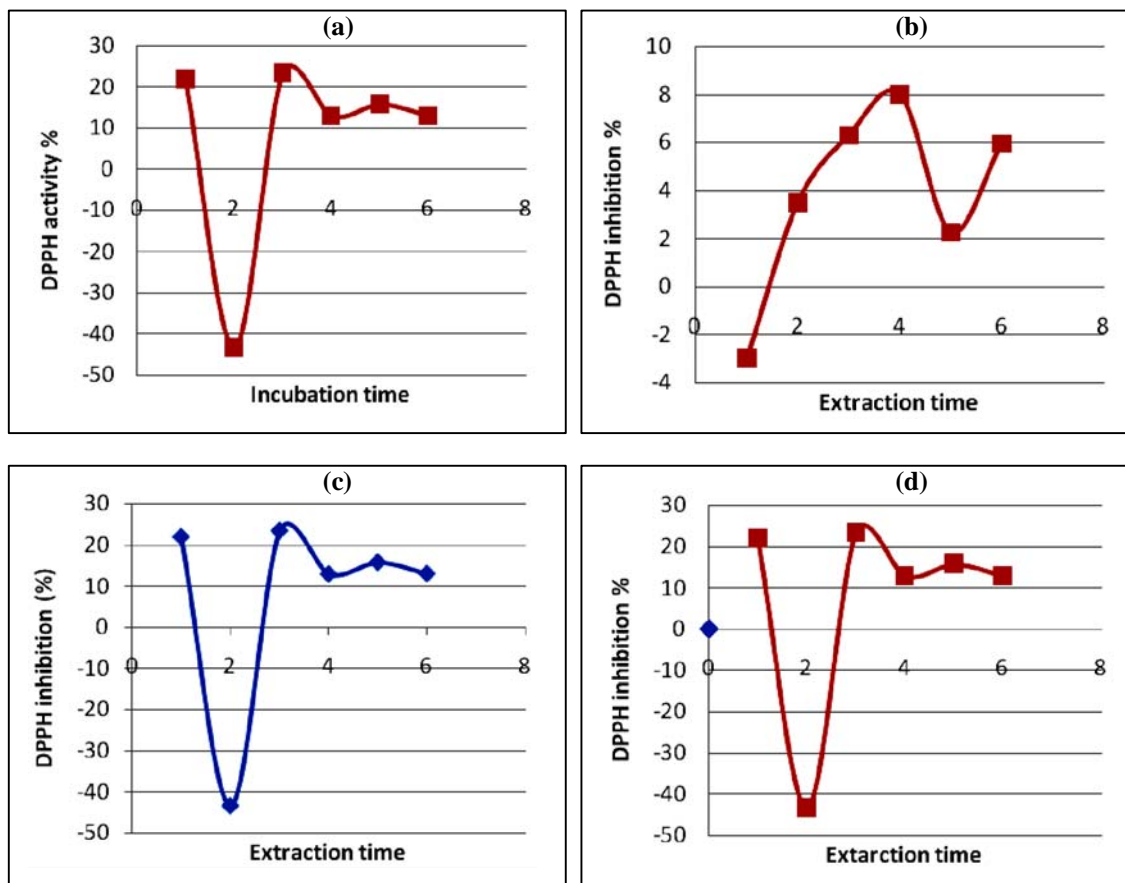 (a)
30
20
10
0
-10
-20
-30
-40
-50
0 2 4 6 8
DPPH activity %
Incubation time
(b)
10
8
6
4
2
0
-2
-4
0 2 4 6 8
DPPH inhibition %
Extraction time
(c)
30
20
10
0
-10
-20
-30
-40
-50
0 2 4 6 8
DPPH inhibition (%)
Extraction time
(d)
30
20
10
0
-10
-20
-30
-40
-50
0 2 4 6 8
DPPH inhibition %
Extarction time